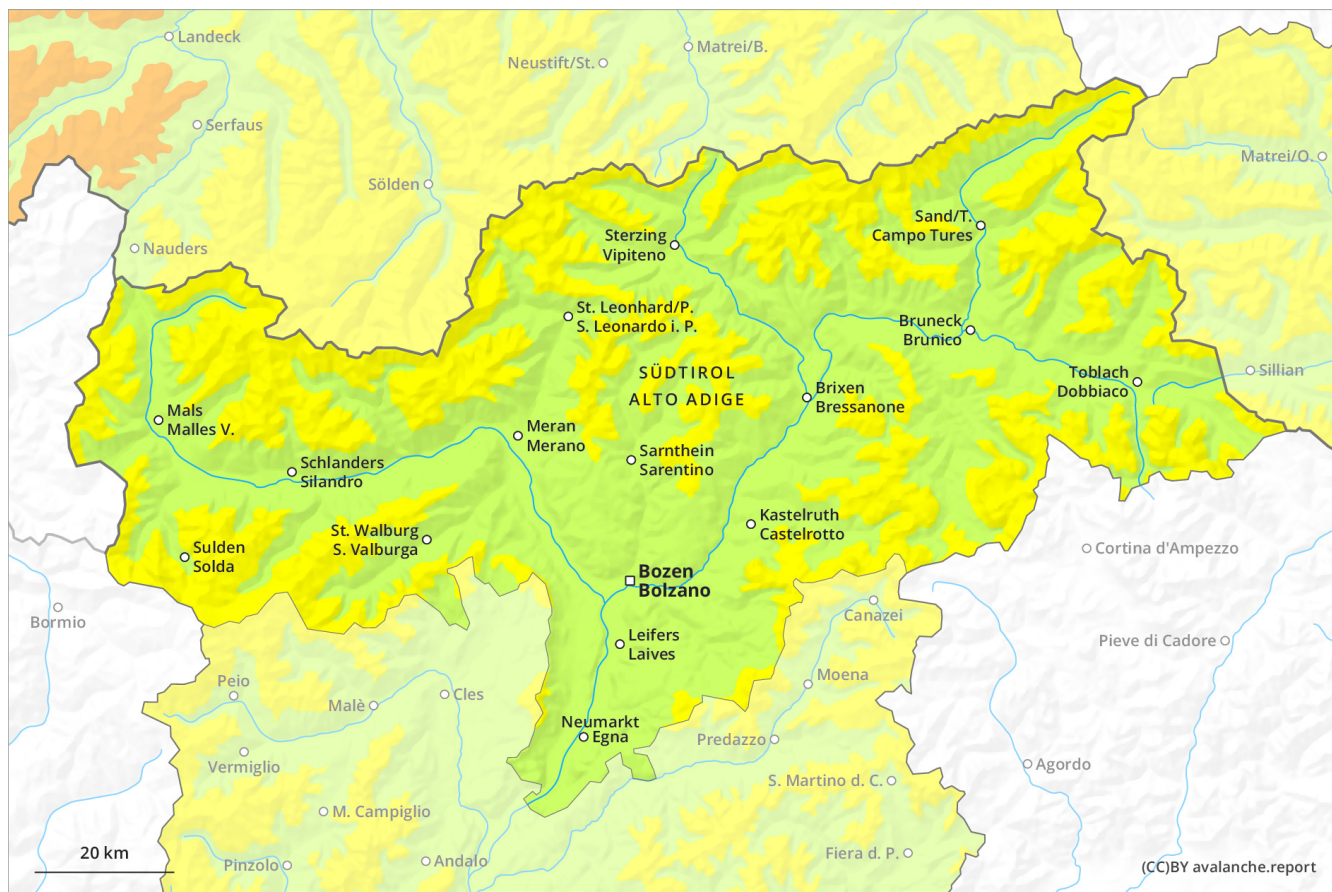 Landeck
Matrei/B.
Neustift/St.
Serfaus
Matrei/O.
Sölden
Sand/T.
Campo Tures
Nauders
Sterzing
Vipiteno
St. Leonhard/P.
S. Leonardo i. P.
Bruneck
Brunico
SÜDTIROL
ALTO ADIGE
Toblach
Dobbiaco
Sillian
Brixen
Bressanone
Mals
Malles V.
Meran
Merano
Sarnthein
Sarentino
Schlanders
Silandro
Kastelruth
Castelrotto
St. Walburg
S. Valburga
Sulden
Solda
Cortina d'Ampezzo
Bozen
Bolzano
Bormio
Canazei
Leifers
Laives
Pieve di Cadore
Peio
Moena
Malè
Cles
Neumarkt
Egna
Predazzo
Vermiglio
Agordo
S. Martino d. C.
M. Campiglio
20 km
Pinzolo
Andalo
Fiera d. P.
(CC)BY avalanche.report